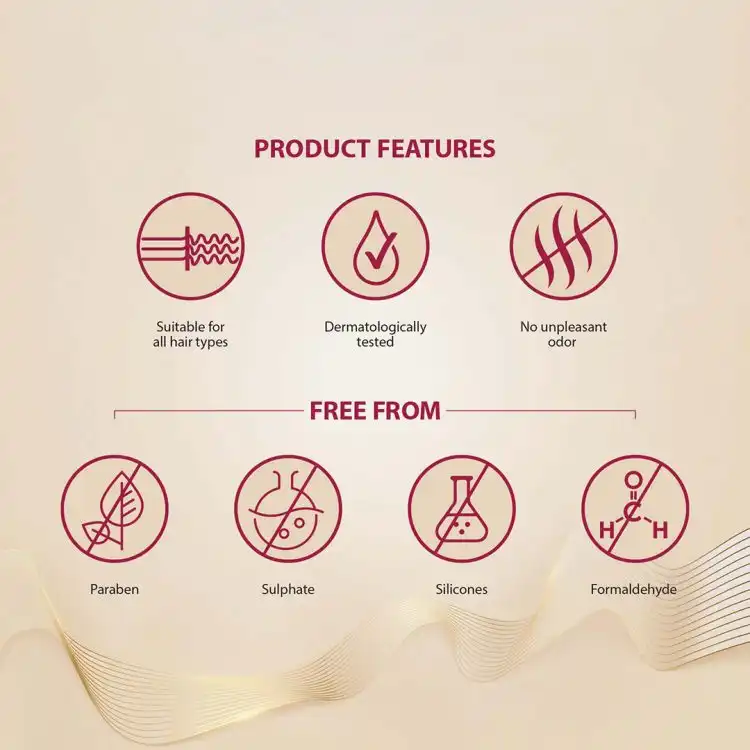 PRODUCT FEATURES
Suitable for
all hair types
Dermatologically
tested
No unpleasant
odor
FREE FROM
O
C
H H
Paraben
Sulphate
Silicones
Formaldehyde